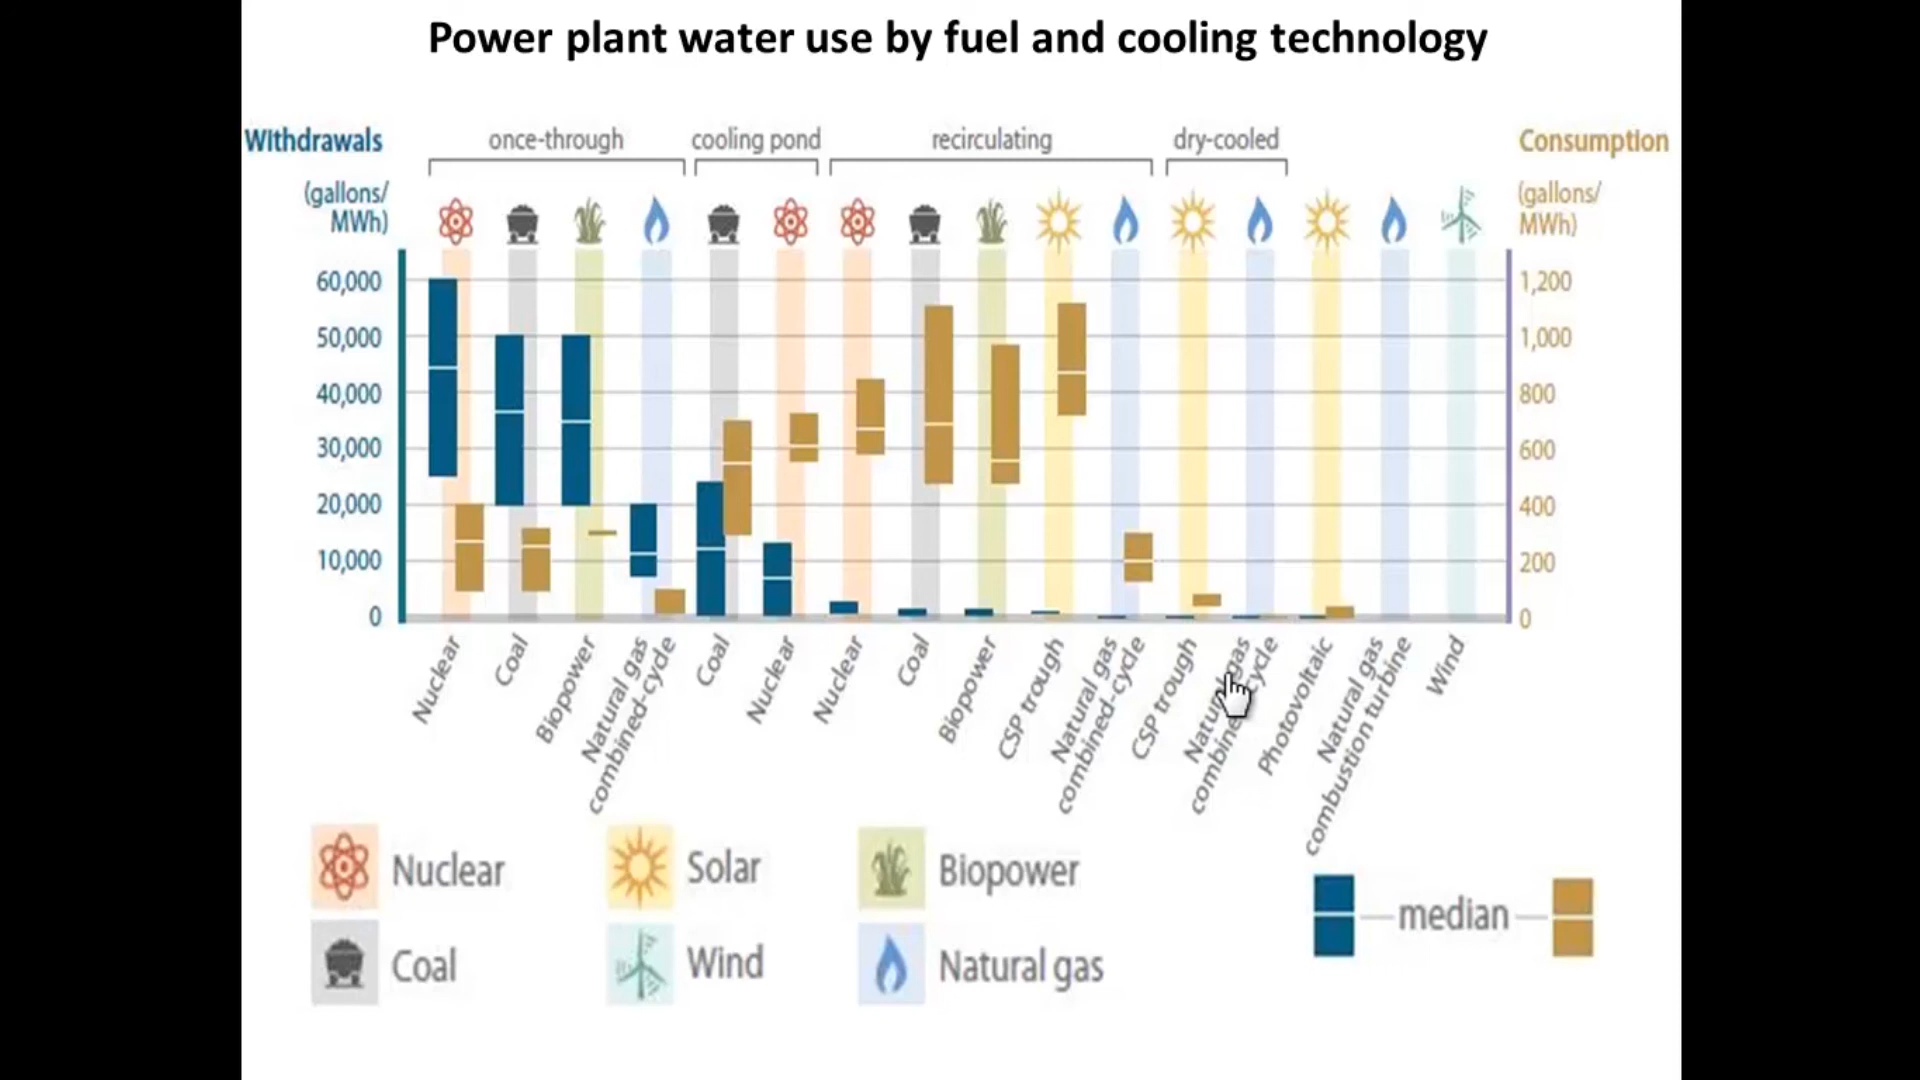 Power plant water use by fuel and cooling technology
WIthdrawals
once-through
cooling pond
recirculating
dry-cooled
Consumption
(gallons/
MWh)
(gallons/
MWh)
60,000
1,200
50,000
1,000
40,000
800
30,000
600
20,000
400
10,000
200
0
0
Nuclear
Coal
Biopower
Natural gas
combined-cycle
Coal
Nuclear
Nuclear
Coal
Biopower
CSP trough
Natural gas
combined-cycle
CSP trough
Natural gas
combined-cycle
Photovoltaic
Natural gas
combustion turbine
Wind
Nuclear
Solar
Biopower
median
Coal
Wind
Natural gas